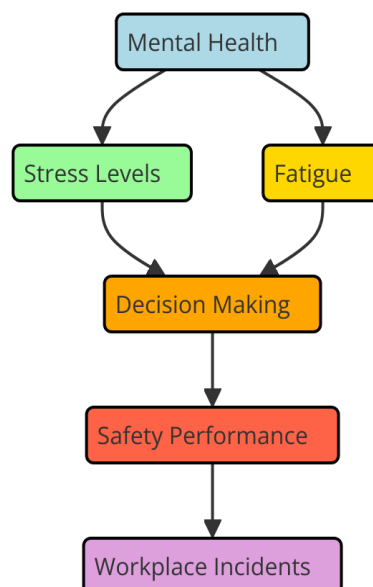 Mental Health
Stress Levels
Fatigue
Decision Making
Safety Performance
Workplace Incidents